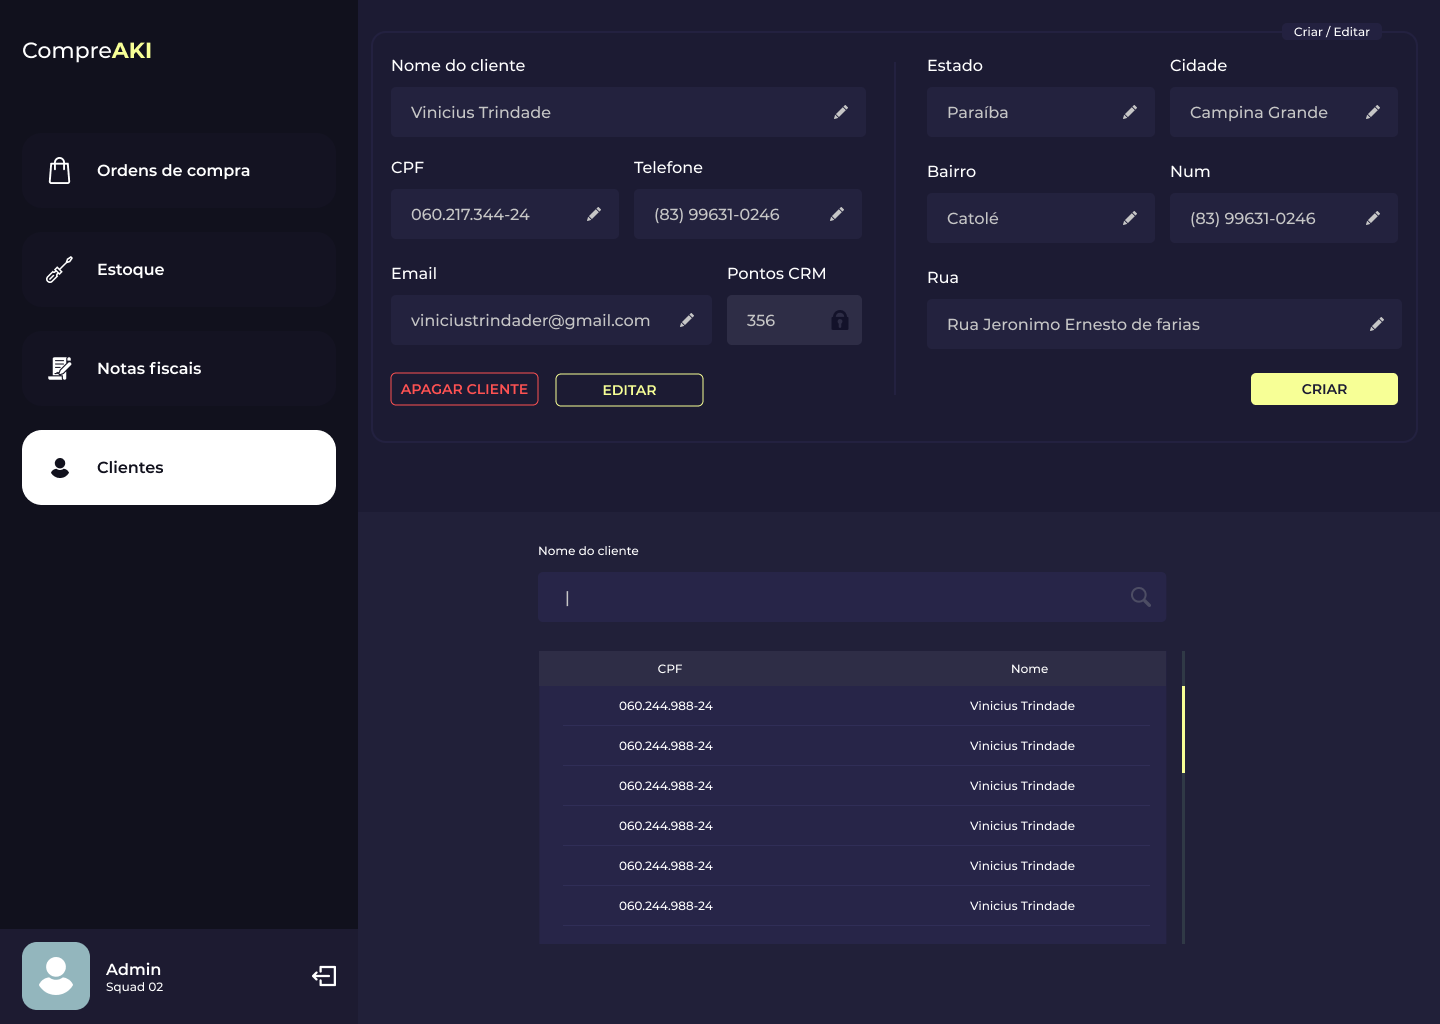 CompreAKI
Ordens de compra
Estoque
Notas fiscais
Clientes
Admin
Squad 02
Criar / Editar
Nome do cliente
Vinicius Trindade
CPF
Telefone
060.217.344-24
(83) 99631-0246
Email
Pontos CRM
viniciustrindader@gmail.com
356
APAGAR CLIENTE
EDITAR
Estado
Cidade
Paraíba
Campina Grande
Bairro
Num
Catolé
(83) 99631-0246
Rua
Rua Jeronimo Ernesto de farias
CRIAR
Nome do cliente
|
CPF Nome
060.244.988-24 Vinicius Trindade
060.244.988-24 Vinicius Trindade
060.244.988-24 Vinicius Trindade
060.244.988-24 Vinicius Trindade
060.244.988-24 Vinicius Trindade
060.244.988-24 Vinicius Trindade